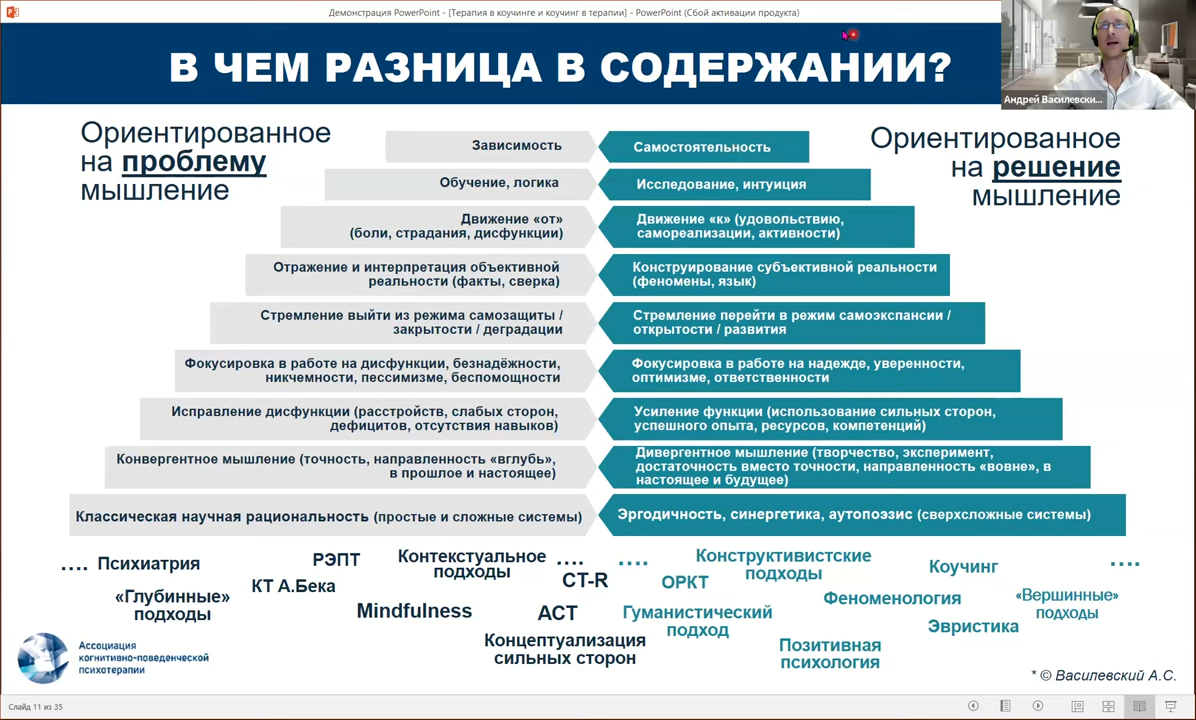 Демонстрация PowerPoint - [Терапия в коучинге и коучинг в терапии] - PowerPoint (Сбой активации продукта)
В ЧЕМ РАЗНИЦА В СОДЕРЖАНИИ?
Андрей Василевски...
Ориентированное
на проблему
мышление
Ориентированное
на решение
мышление
Зависимость
Самостоятельность
Обучение, логика
Исследование, интуиция
Движение «от»
(боли, страдания, дисфункции)
Движение «к» (удовольствию,
самореализации, активности)
Отражение и интерпретация объективной
реальности (факты, сверка)
Конструирование субъективной реальности
(феномены, язык)
Стремление выйти из режима самозащиты /
закрытости / деградации
Стремление перейти в режим самоэкспансии /
открытости / развития
Фокусировка в работе на дисфункции, безнадёжности,
никчемности, пессимизме, беспомощности
Фокусировка в работе на надежде, уверенности,
оптимизме, ответственности
Исправление дисфункции (расстройств, слабых сторон,
дефицитов, отсутствия навыков)
Усиление функции (использование сильных сторон,
успешного опыта, ресурсов, компетенций)
Конвергентное мышление (точность, направленность «вглубь»,
в прошлое и настоящее)
Дивергентное мышление (творчество, эксперимент,
достаточность вместо точности, направленность «вовне», в
настоящее и будущее)
Классическая научная рациональность (простые и сложные системы)
Эргодичность, синергетика, аутопоэзис (сверхсложные системы)
.... Психиатрия
РЭПТ
Контекстуальное
подходы
....
....
Конструктивистские
подходы
Коучинг
....
КТ А.Бека
CT-R
ОРКТ
«Глубинные»
подходы
Mindfulness
ACT
Гуманистический
подход
Феноменология
«Вершинные»
подходы
Эвристика
Концептуализация
сильных сторон
Позитивная
психология
Ассоциация
когнитивно-поведенческой
психотерапии
* © Василевский А.С.
Слайд 11 из 35